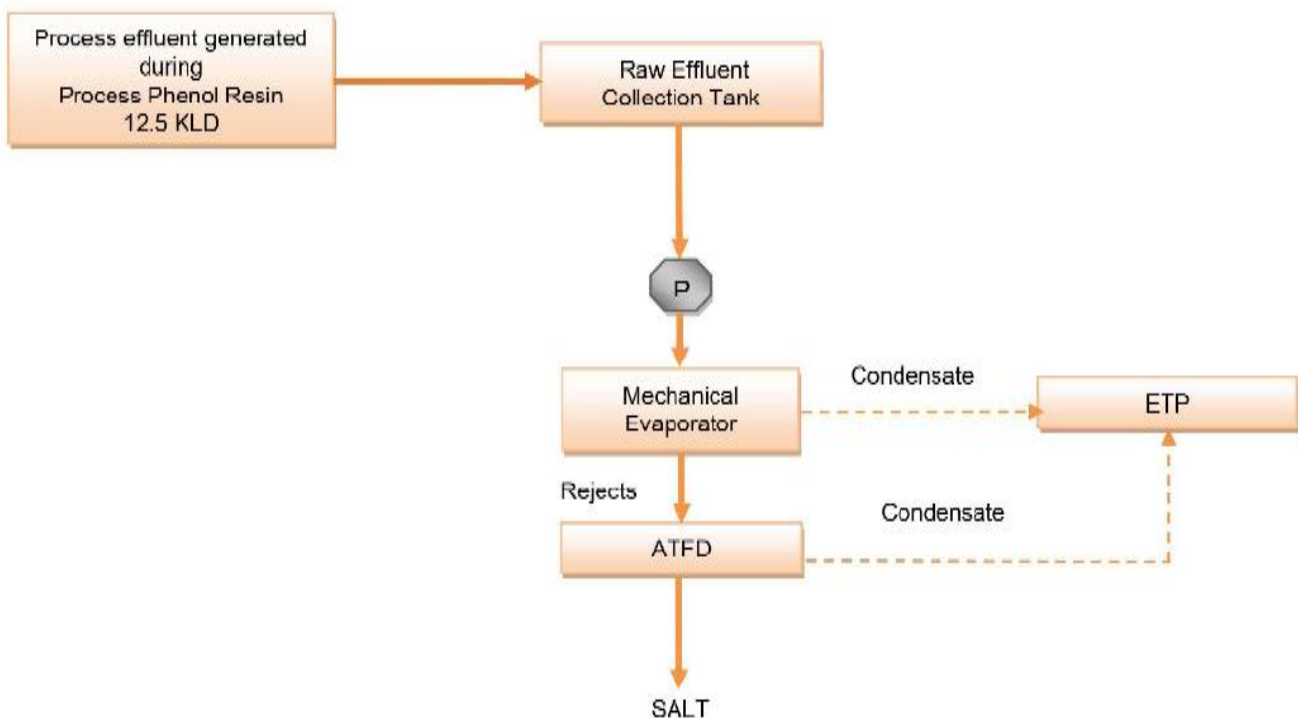 Process effluent generated
during
Process Phenol Resin
12.5 KLD
Raw Effluent
Collection Tank
P
Mechanical
Evaporator
Condensate
ETP
Rejects
Condensate
ATFD
SALT